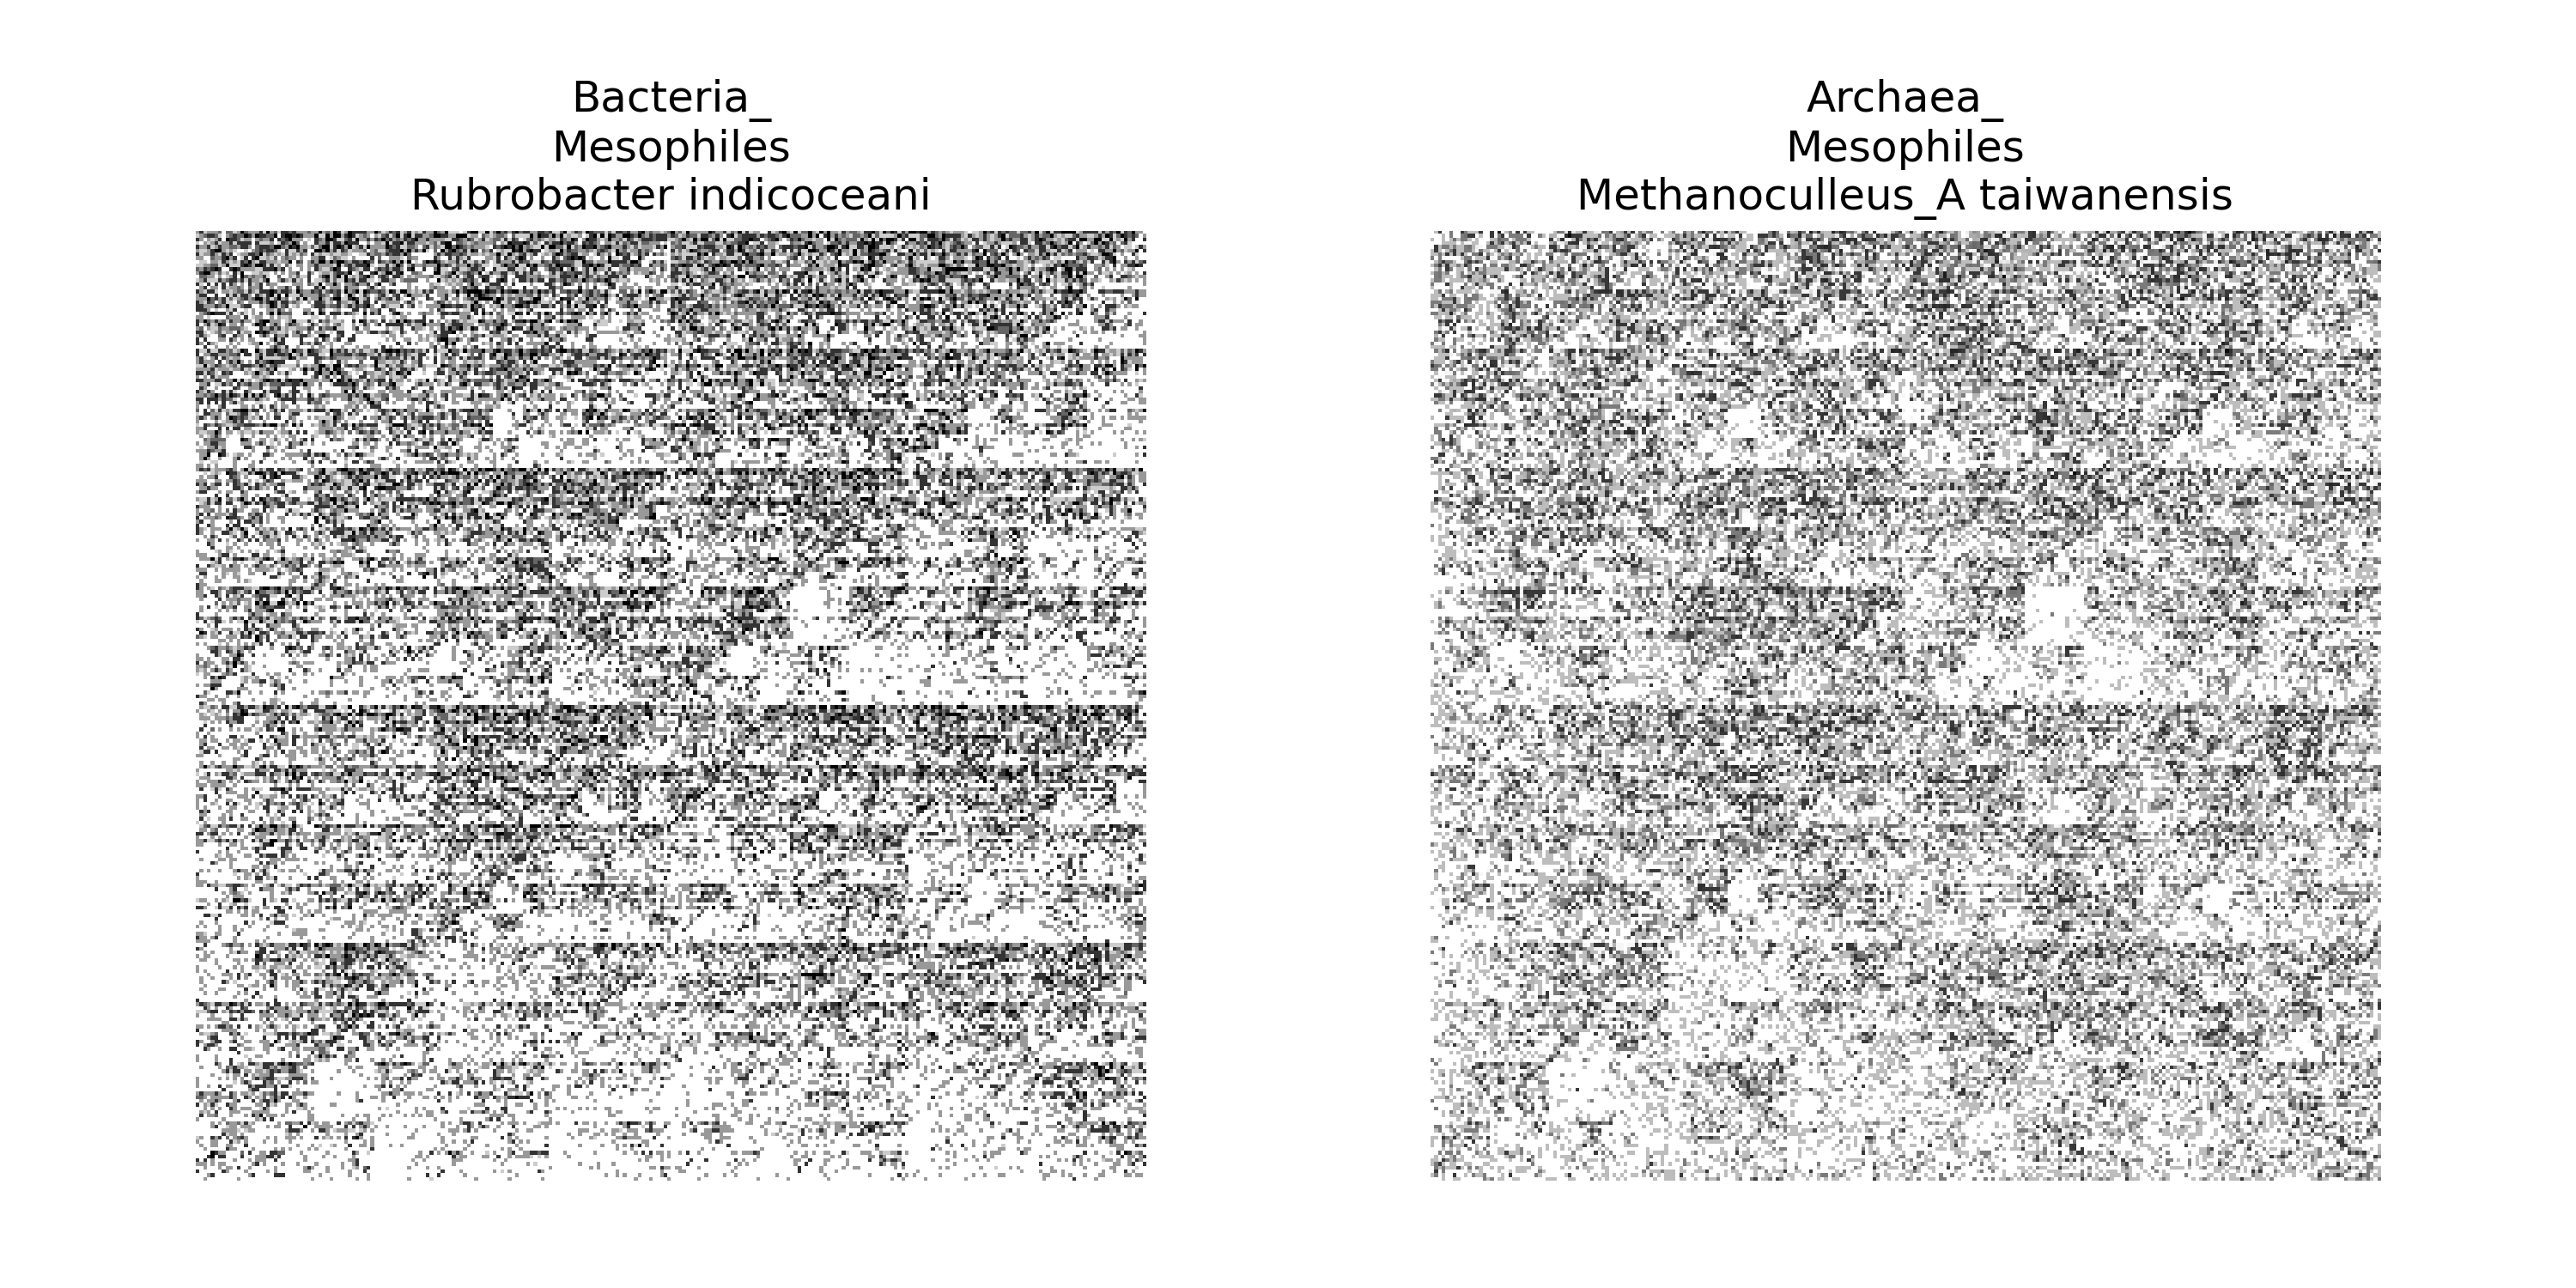 Bacteria_
Mesophiles
Rubrobacter indicoceani
Archaea_
Mesophiles
Methanoculleus_A taiwanensis